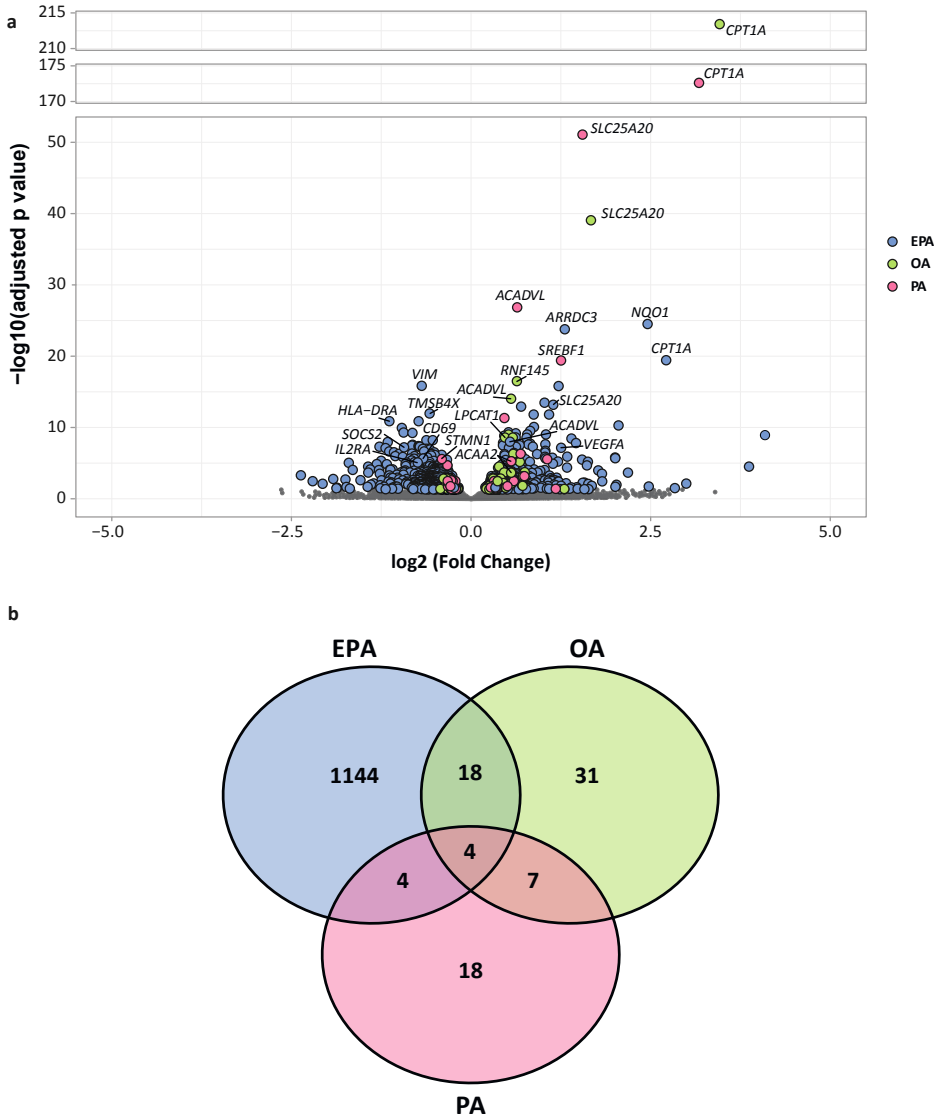 a
215
210
CPT1A
175
170
CPT1A
50
40
30
20
10
0
−log10(adjusted p value)
SLC25A20
SLC25A20
ACADVL
ARRDC3
NQO1
SREBF1
CPT1A
RNF145
VIM
ACADVL
TMSB4X
SLC25A20
HLA−DRA
LPCAT1
SOCS2
CD69
ACADVL
IL2RA
STMN1
ACAA2
VEGFA
EPA
OA
PA
−5.0
−2.5
0.0
2.5
5.0
log2 (Fold Change)
b
EPA
OA
1144
18
31
4
4
7
18
PA